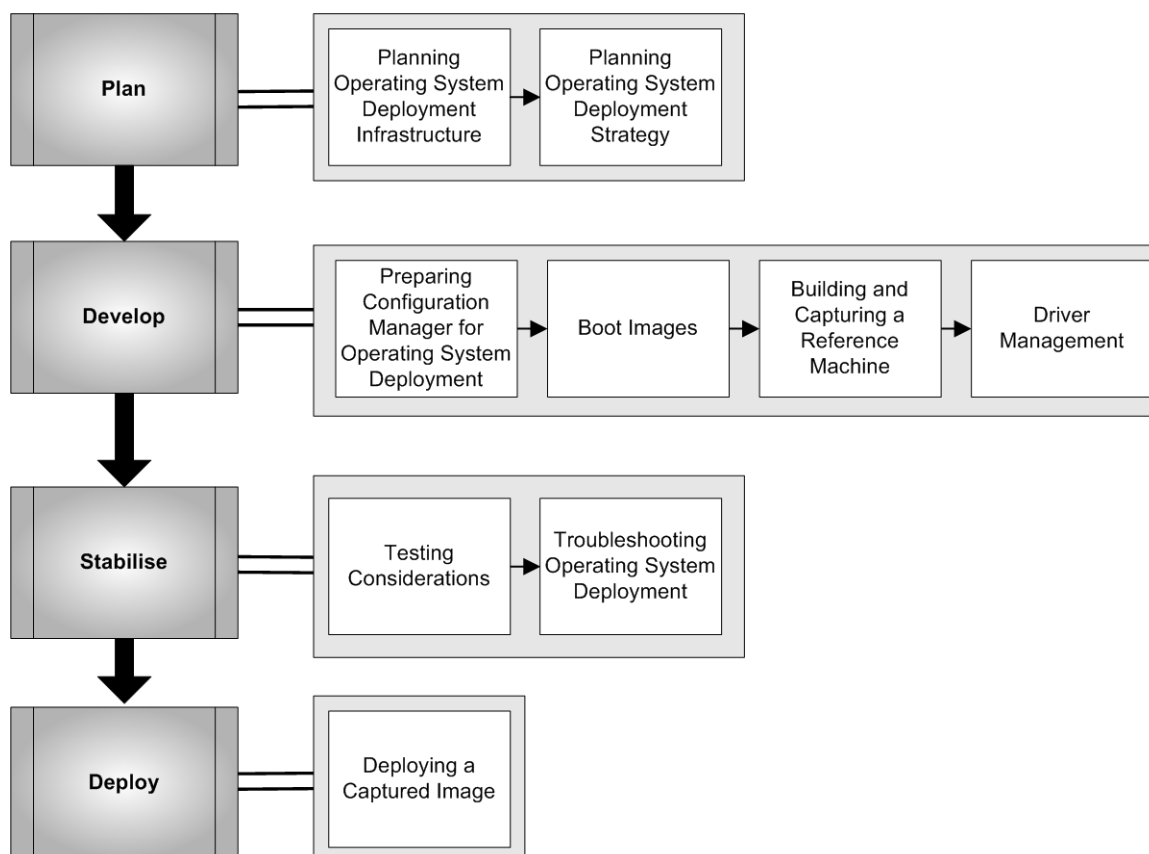 Plan
Planning
Operating System
Deployment
Infrastructure
Planning
Operating System
Deployment
Strategy
Develop
Preparing
Configuration
Manager for
Operating System
Deployment
Boot Images
Building and
Capturing a
Reference
Machine
Driver
Management
Stabilise
Testing
Considerations
Troubleshooting
Operating System
Deployment
Deploy
Deploying a
Captured Image